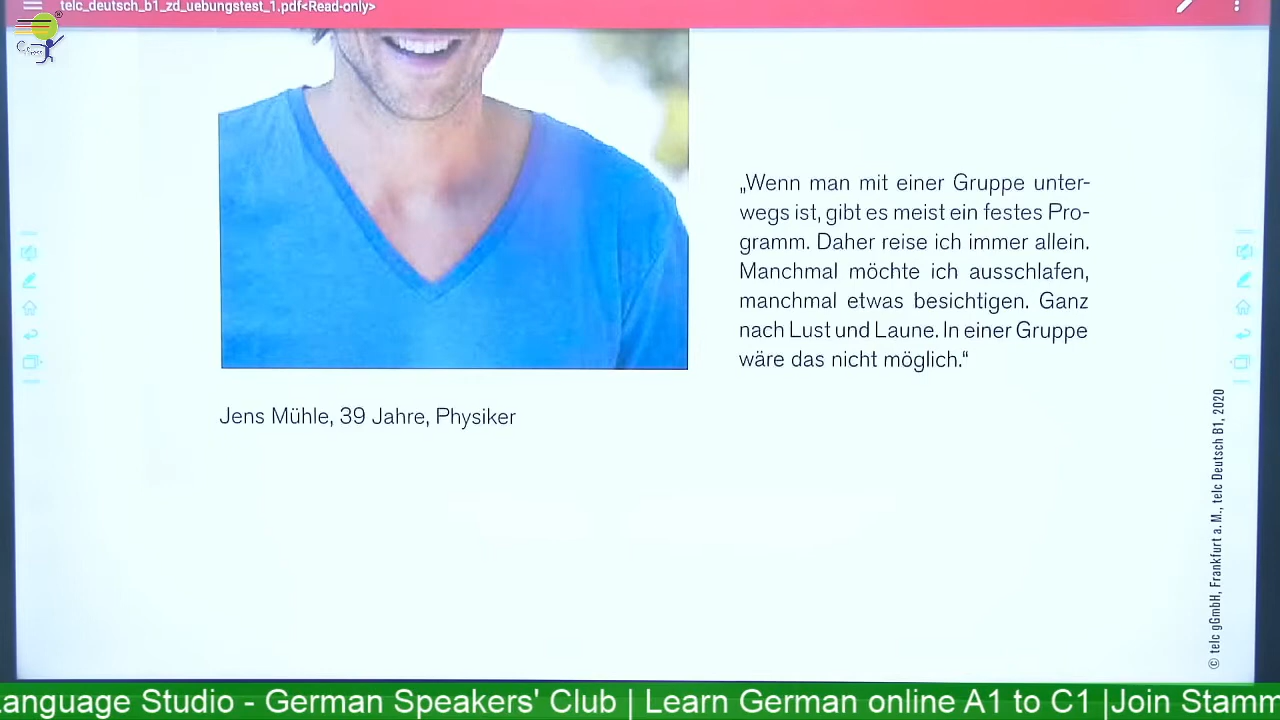 telc_deutsch_b1_zd_uebungstest_1.pdf<Read-only>
„Wenn man mit einer Gruppe unter-
wegs ist, gibt es meist ein festes Pro-
gramm. Daher reise ich immer allein.
Manchmal möchte ich ausschlafen,
manchmal etwas besichtigen. Ganz
nach Lust und Laune. In einer Gruppe
wäre das nicht möglich.“
Jens Mühle, 39 Jahre, Physiker
© telc gGmbH, Frankfurt a. M., telc Deutsch B1, 2020
Language Studio - German Speakers' Club | Learn German online A1 to C1 |Join Stamm